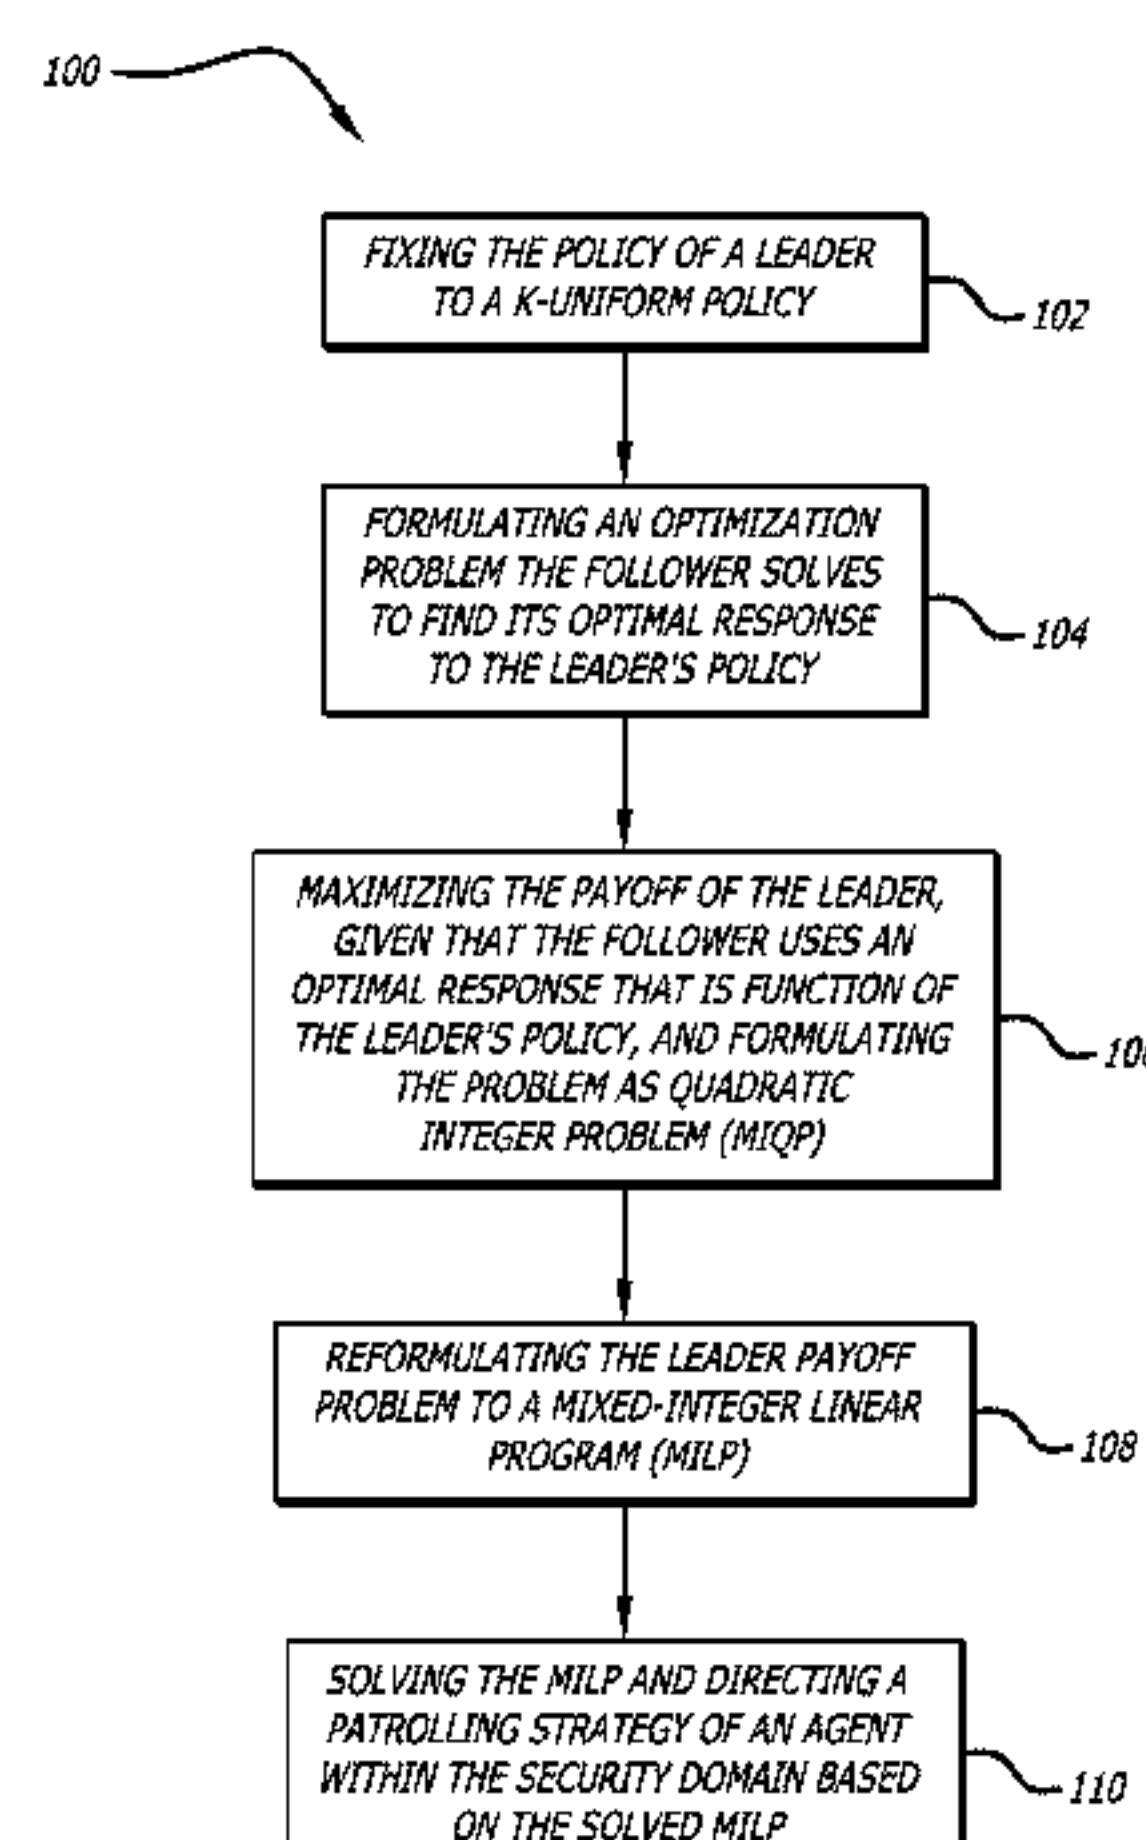 100
FIXING THE POLICY OF A LEADER
TO A K-UNIFORM POLICY
102
FORMULATING AN OPTIMIZATION
PROBLEM THE FOLLOWER SOLVES
TO FIND ITS OPTIMAL RESPONSE
TO THE LEADER'S POLICY
104
MAXIMIZING THE PAYOFF OF THE LEADER,
GIVEN THAT THE FOLLOWER USES AN
OPTIMAL RESPONSE THAT IS FUNCTION OF
THE LEADER'S POLICY, AND FORMULATING
THE PROBLEM AS QUADRATIC
INTEGER PROBLEM (MIQP)
REFORMULATING THE LEADER PAYOFF
PROBLEM TO A MIXED-INTEGER LINEAR
PROGRAM (MILP)
108
SOLVING THE MILP AND DIRECTING A
PATROLLING STRATEGY OF AN AGENT
WITHIN THE SECURITY DOMAIN BASED
ON THE SOLVED MILP
110